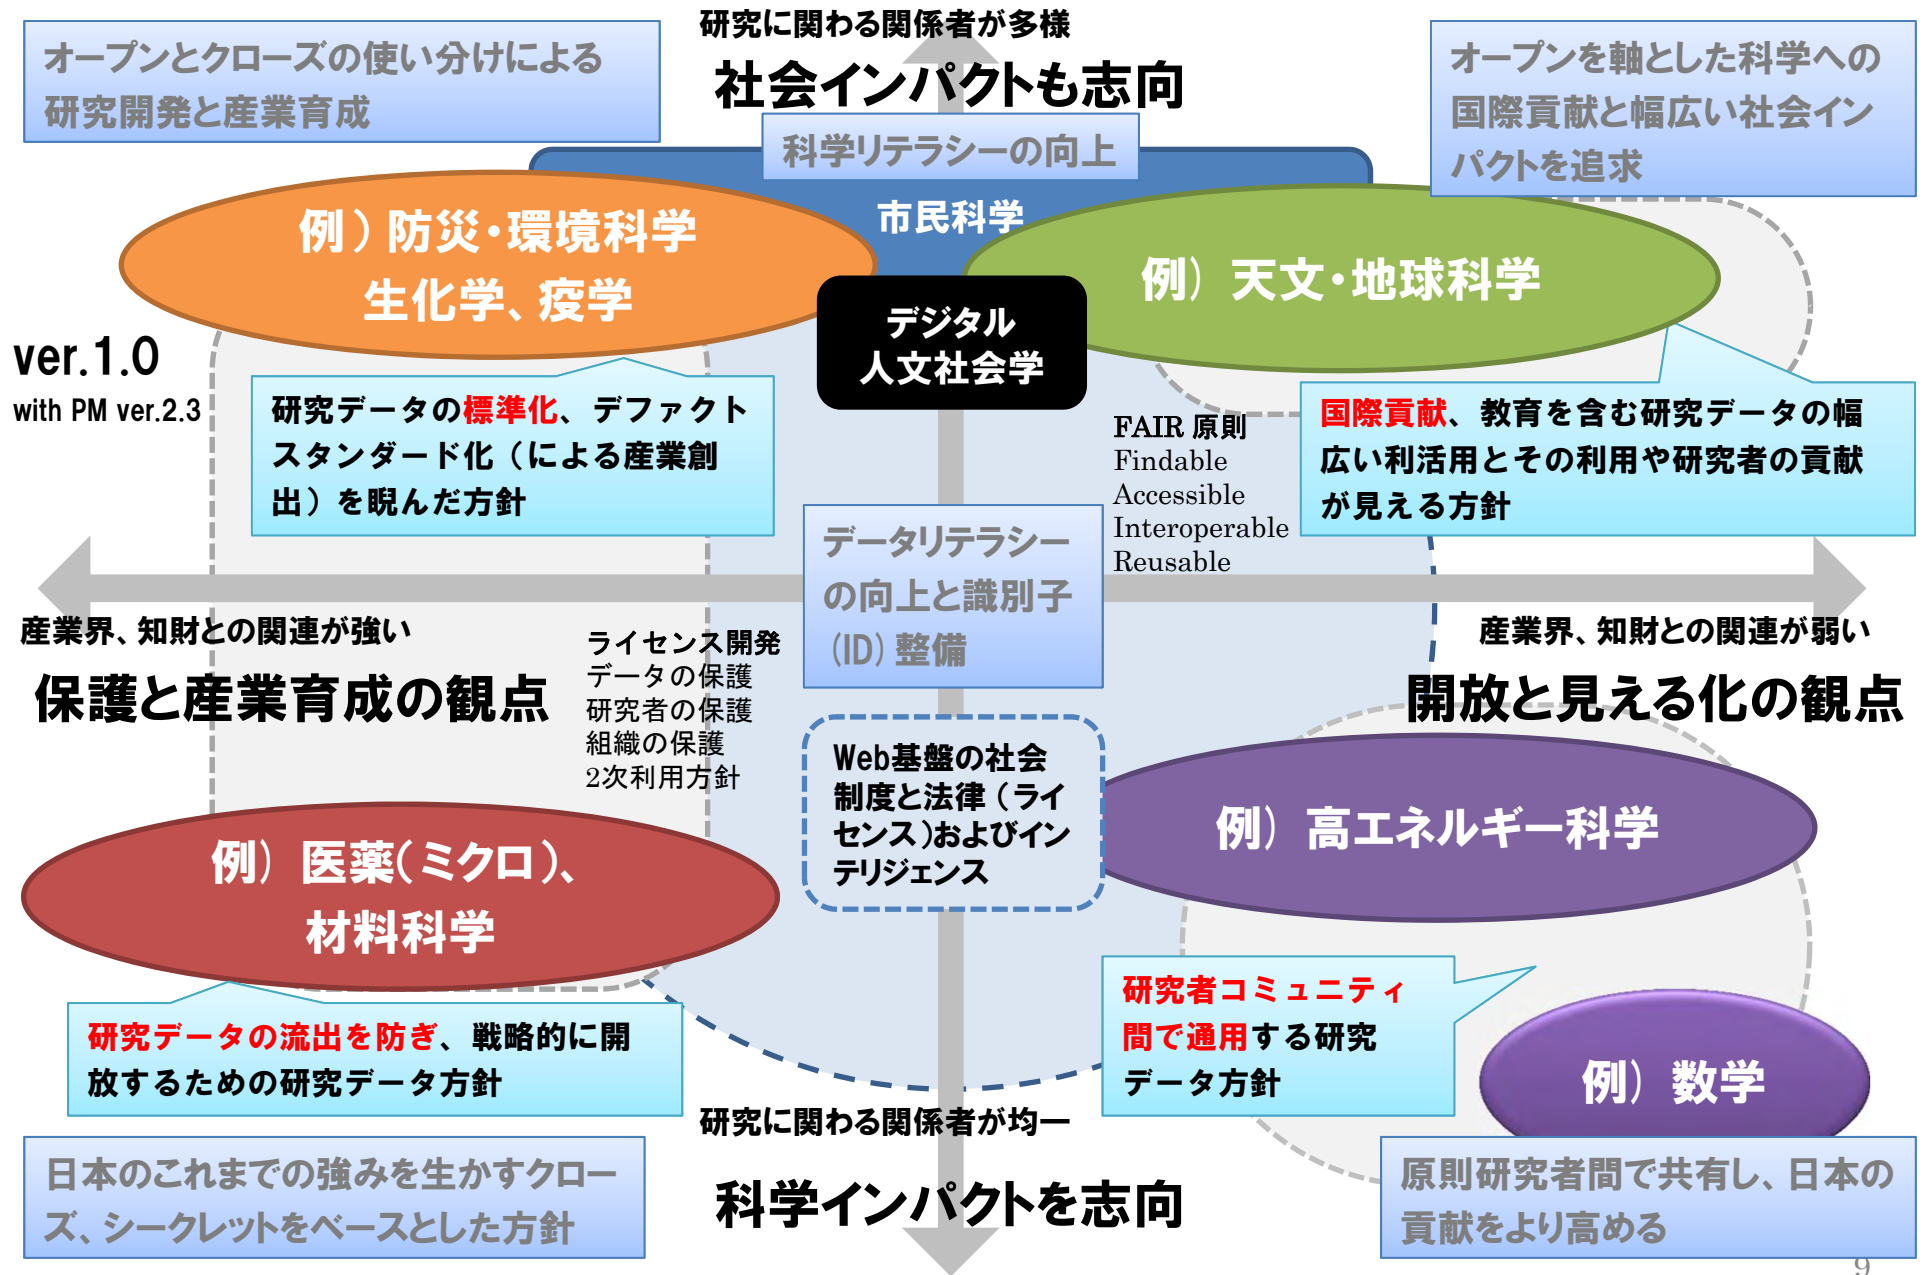 研究に関わる関係者が多様
社会インパクトも志向
オープンとクローズの使い分けによる
研究開発と産業育成
オープンを軸とした科学への
国際貢献と幅広い社会イン
パクトを追求
科学リテラシーの向上
市民科学
例）防災・環境科学
生化学、疫学
例） 天文・地球科学
デジタル
人文社会学
ver.1.0
with PM ver.2.3
研究データの標準化、デファクト
スタンダード化（による産業創
出）を睨んだ方針
FAIR 原則
Findable
Accessible
Interoperable
Reusable
国際貢献、教育を含む研究データの幅
広い利活用とその利用や研究者の貢献
が見える方針
データリテラシー
の向上と識別子
(ID) 整備
産業界、知財との関連が強い
保護と産業育成の観点
ライセンス開発
データの保護
研究者の保護
組織の保護
2次利用方針
産業界、知財との関連が弱い
開放と見える化の観点
Web基盤の社会
制度と法律（ライ
センス）およびイン
テリジェンス
例） 高エネルギー科学
例） 医薬（ミクロ）、
材料科学
研究データの流出を防ぎ、戦略的に開
放するための研究データ方針
研究者コミュニティ
間で通用する研究
データ方針
例） 数学
研究に関わる関係者が均一
科学インパクトを志向
日本のこれまでの強みを生かすクロー
ズ、シークレットをベースとした方針
原則研究者間で共有し、日本の
貢献をより高める
9